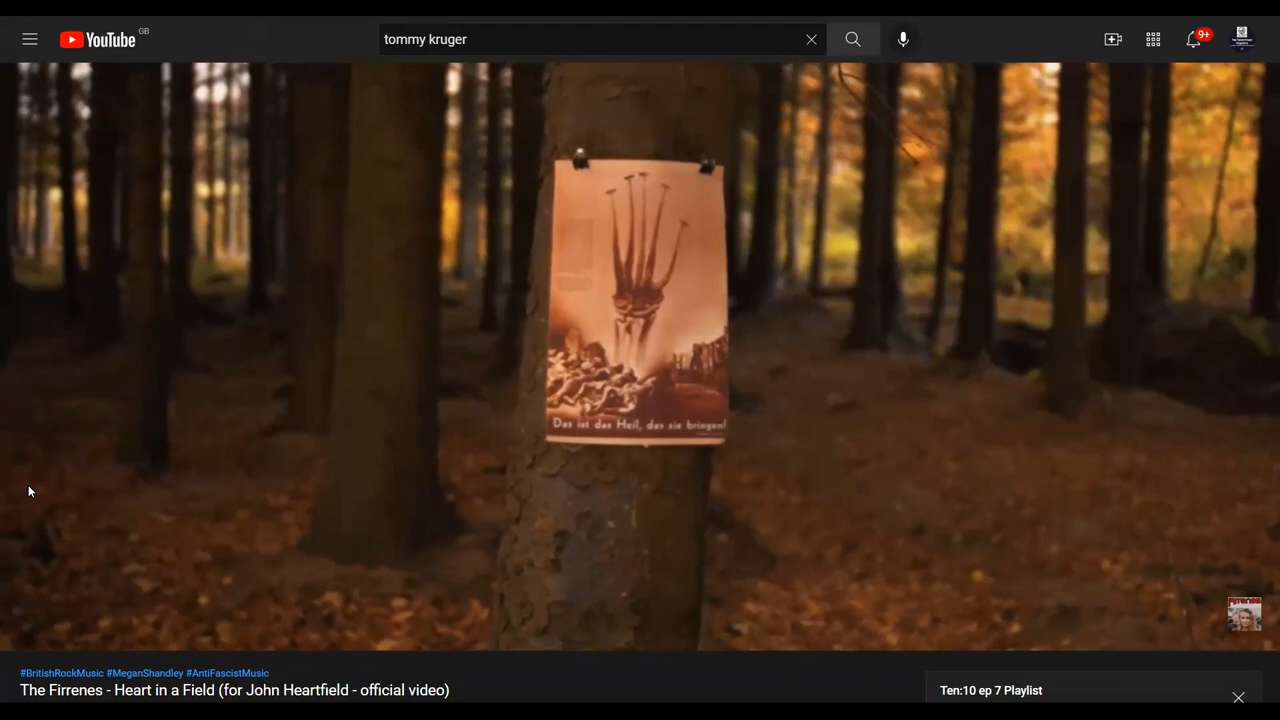 YouTube GB
tommy kruger
9+
Das ist das Heil, das sie bringen!
#BritishRockMusic #MeganShandley #AntiFascistMusic
The Firrenes - Heart in a Field (for John Heartfield - official video)
Ten:10 ep 7 Playlist